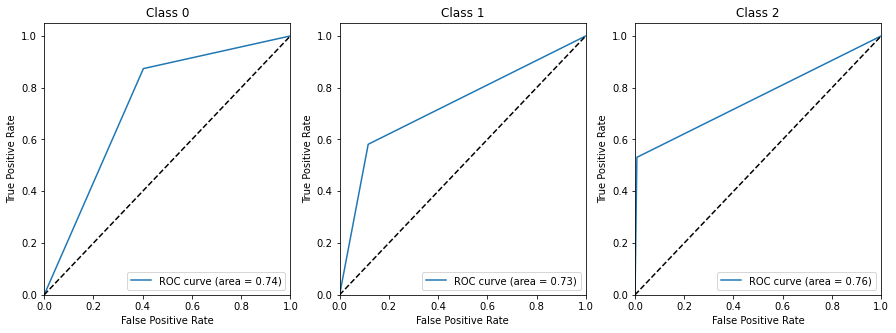 Class 0
1.0
0.8
0.6
0.4
0.2
0.0
True Positive Rate
ROC curve (area = 0.74)
0.0 0.2 0.4 0.6 0.8 1.0
False Positive Rate
Class 1
1.0
0.8
0.6
0.4
0.2
0.0
True Positive Rate
ROC curve (area = 0.73)
0.0 0.2 0.4 0.6 0.8 1.0
False Positive Rate
Class 2
1.0
0.8
0.6
0.4
0.2
0.0
True Positive Rate
ROC curve (area = 0.76)
0.0 0.2 0.4 0.6 0.8 1.0
False Positive Rate